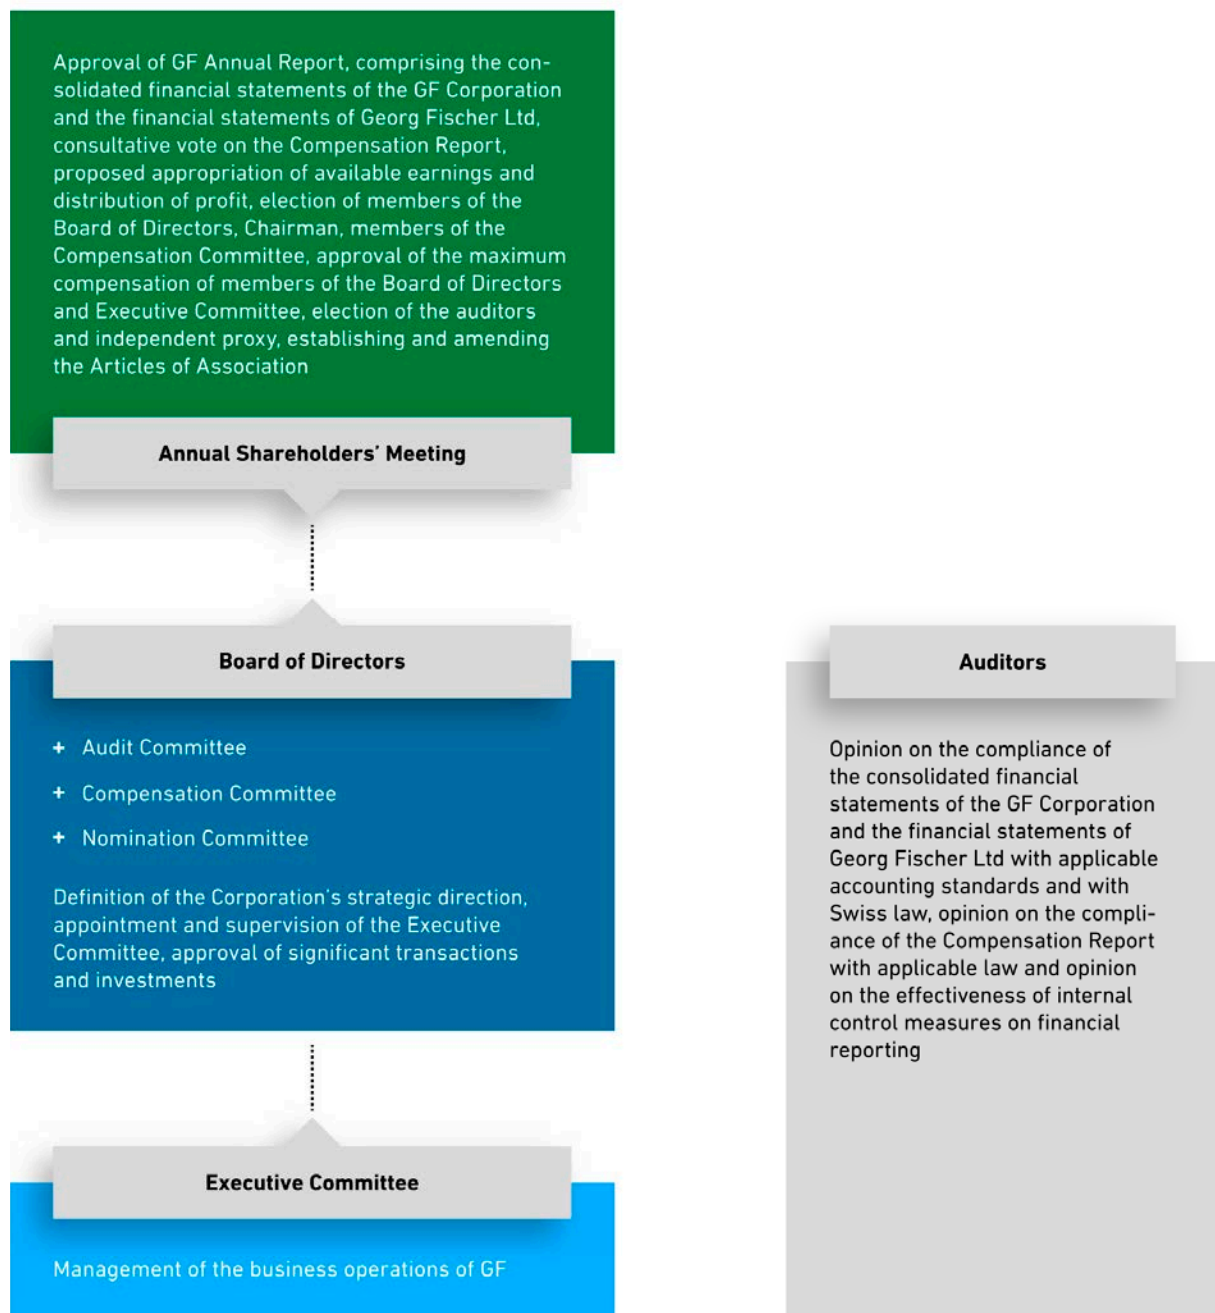 Approval of GF Annual Report, comprising the con-
solidated financial statements of the GF Corporation
and the financial statements of Georg Fischer Ltd,
consultative vote on the Compensation Report,
proposed appropriation of available earnings and
distribution of profit, election of members of the
Board of Directors, Chairman, members of the
Compensation Committee, approval of the maximum
compensation of members of the Board of Directors
and Executive Committee, election of the auditors
and independent proxy, establishing and amending
the Articles of Association
Annual Shareholders’ Meeting
Board of Directors
+ Audit Committee
+ Compensation Committee
+ Nomination Committee
Definition of the Corporation's strategic direction,
appointment and supervision of the Executive
Committee, approval of significant transactions
and investments
Executive Committee
Management of the business operations of GF
Auditors
Opinion on the compliance of
the consolidated financial
statements of the GF Corporation
and the financial statements of
Georg Fischer Ltd with applicable
accounting standards and with
Swiss law, opinion on the compli-
ance of the Compensation Report
with applicable law and opinion
on the effectiveness of internal
control measures on financial
reporting